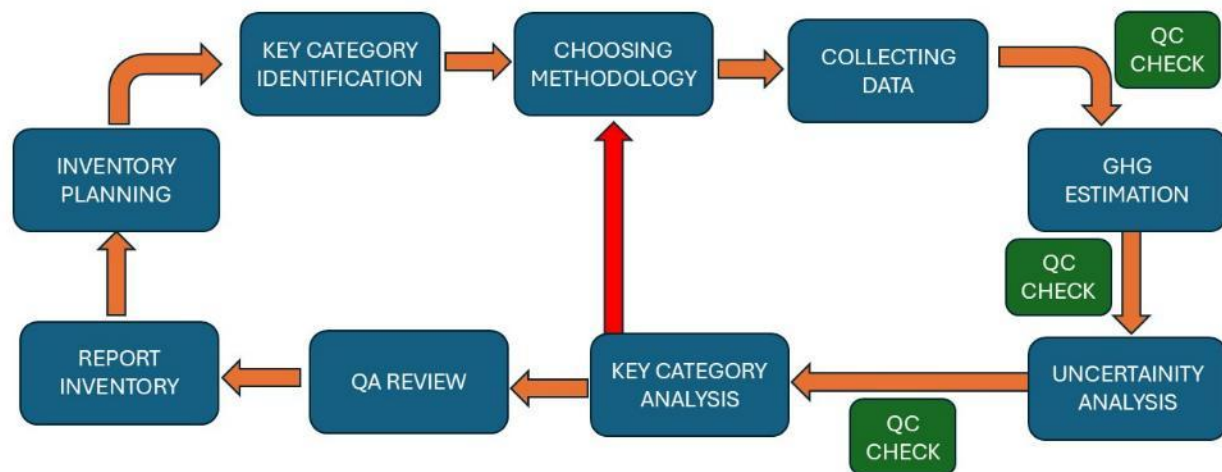 KEY CATEGORY
IDENTIFICATION
CHOOSING
METHODOLOGY
COLLECTING
DATA
QC
CHECK
INVENTORY
PLANNING
GHG
ESTIMATION
QC
CHECK
REPORT
INVENTORY
QA REVIEW
KEY CATEGORY
ANALYSIS
UNCERTAINITY
ANALYSIS
QC
CHECK